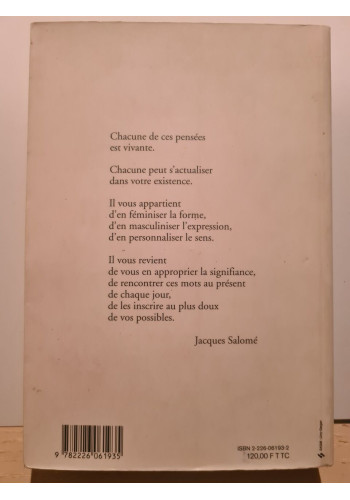 Chacune de ces pensées
est vivante.
Chacune peut s'actualiser
dans votre existence.
Il vous appartient
d'en féminiser la forme,
d'en masculiniser l'expression,
d'en personnaliser le sens.
Il vous revient
de vous en approprier la signifiance,
de rencontrer ces mots au présent
de chaque jour,
de les inscrire au plus doux
de vos possibles.
Jacques Salomé
9 782226 061935
ISBN 2-226-06193-2
120,00 F TTC